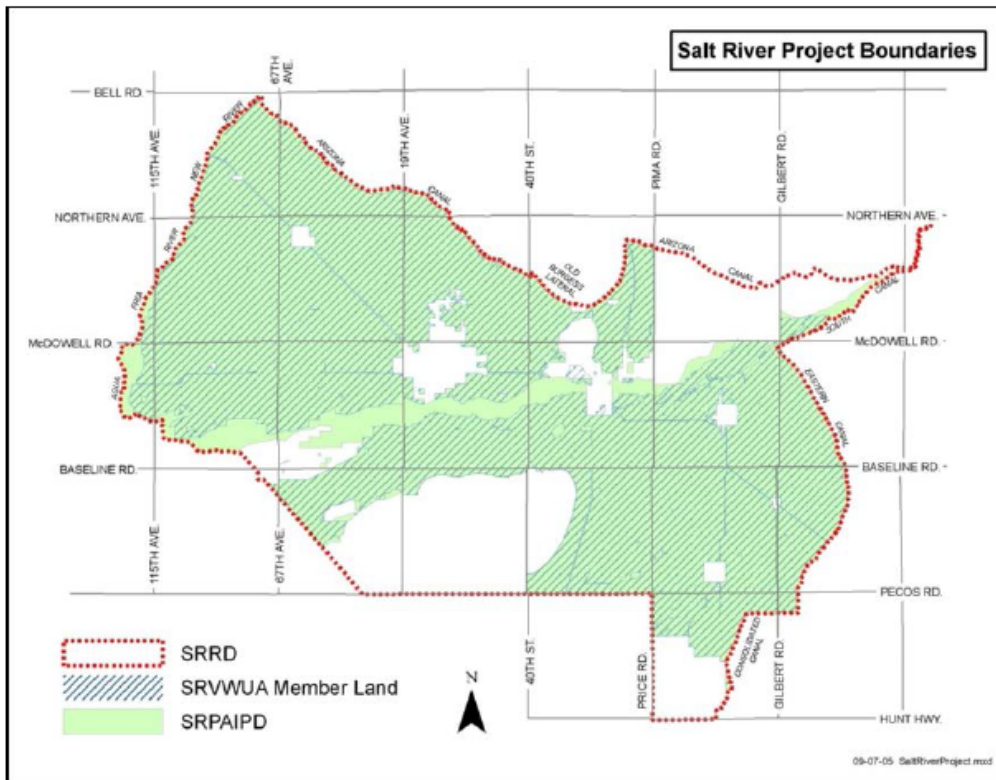 Salt River Project Boundaries
67TH
AVE.
BELL RD.
115TH AVE.
19TH AVE.
40TH ST.
PIMA RD.
GILBERT RD.
RIVER
NEW
ARIZONA
CANAL
NORTHERN AVE.
NORTHERN AVE.
RIVER
ARIZONA
CANAL
OLD
BURGESS
LATERAL
CANAL
SOUTH
FRIA
McDOWELL RD.
McDOWELL RD.
AGUA
EASTERN
CANAL
BASELINE RD.
BASELINE RD.
115TH AVE.
67TH AVE.
19TH AVE.
PECOS RD.
40TH ST.
PRICE RD.
CONSOLIDATED
CANAL
GILBERT RD.
HUNT HWY.
SRRD
SRVWUA Member Land
SRPAIPD
N
09-07-05 SaltRiverProject.mxd